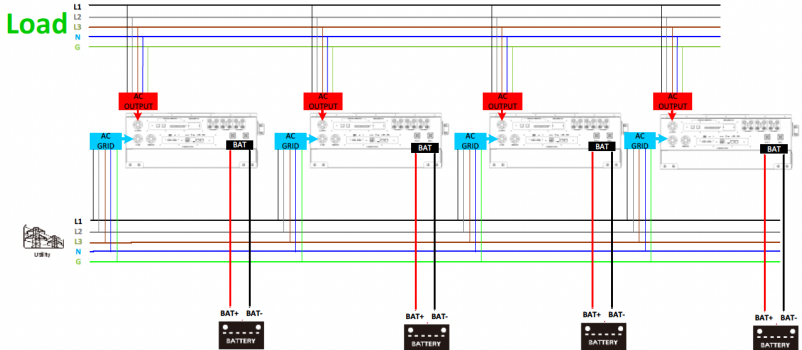 Load
L1
L2
L3
N
G
AC OUTPUT
AC OUTPUT
AC OUTPUT
AC OUTPUT
AC GRID
BAT
AC GRID
BAT
AC GRID
BAT
AC GRID
BAT
Utility
L1
L2
L3
N
G
BAT+ BAT-
BAT+ BAT-
BAT+ BAT-
BAT+ BAT-
BATTERY
BATTERY
BATTERY
BATTERY